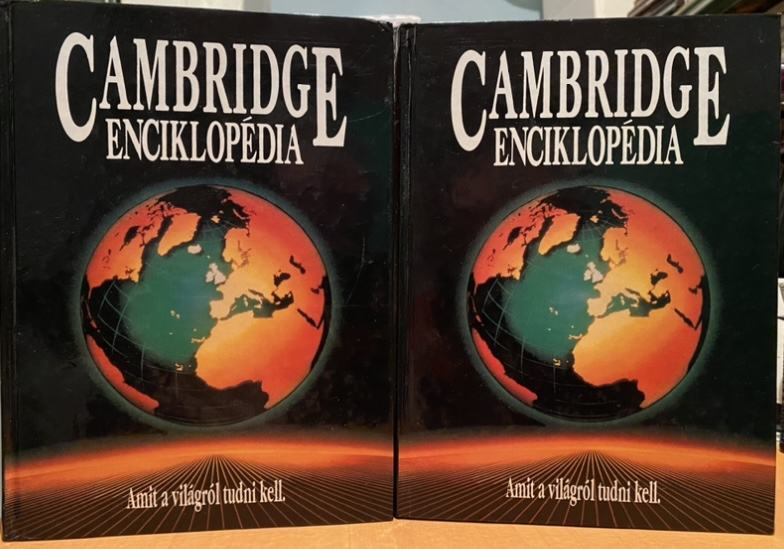 CAMBRIDGE
ENCIKLOPÉDIA
Amit a világról tudni kell.
CAMBRIDGE
ENCIKLOPÉDIA
Amit a világról tudni kell.